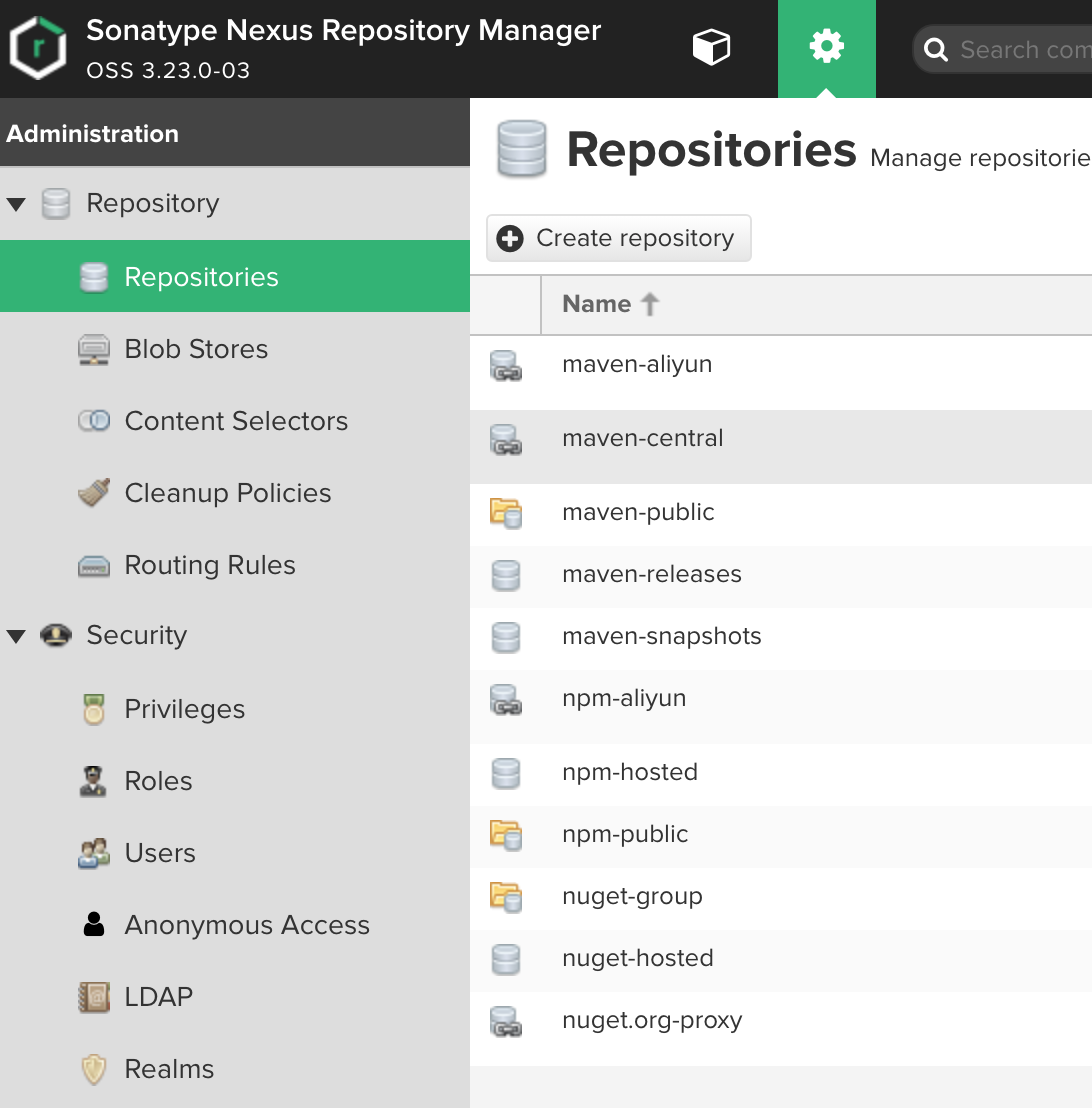 Sonatype Nexus Repository Manager
OSS 3.23.0-03
Search com
Administration
Repository
Repositories
Blob Stores
Content Selectors
Cleanup Policies
Routing Rules
Security
Privileges
Roles
Users
Anonymous Access
LDAP
Realms
Repositories Manage repositorie
Create repository
Name
maven-aliyun
maven-central
maven-public
maven-releases
maven-snapshots
npm-aliyun
npm-hosted
npm-public
nuget-group
nuget-hosted
nuget.org-proxy